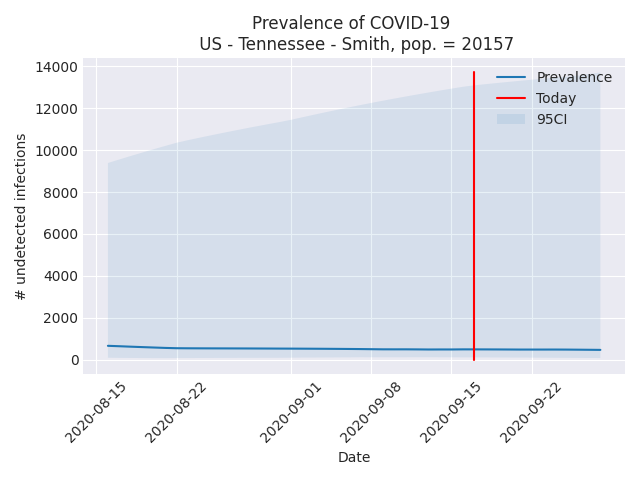 Prevalence of COVID-19
US - Tennessee - Smith, pop. = 20157
14000
12000
10000
8000
6000
4000
2000
0
# undetected infections
Prevalence
Today
95CI
2020-08-15
2020-08-22
2020-09-01
2020-09-08
2020-09-15
2020-09-22
Date